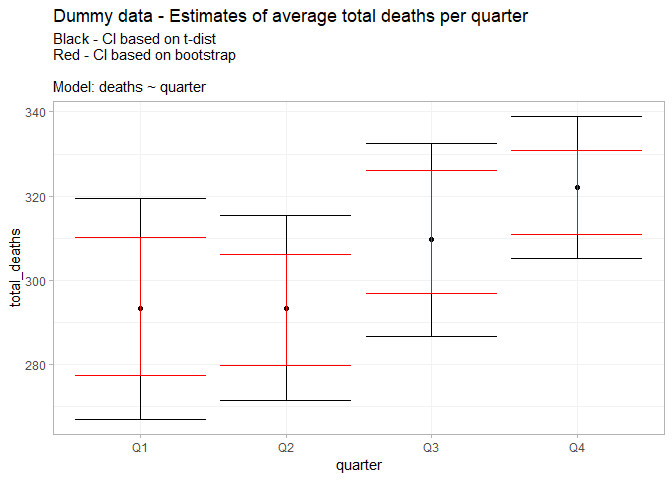 Dummy data - Estimates of average total deaths per quarter
Black - CI based on t-dist
Red - CI based on bootstrap
Model: deaths ~ quarter
340
320
300
280
total_deaths
Q1 Q2 Q3 Q4
quarter